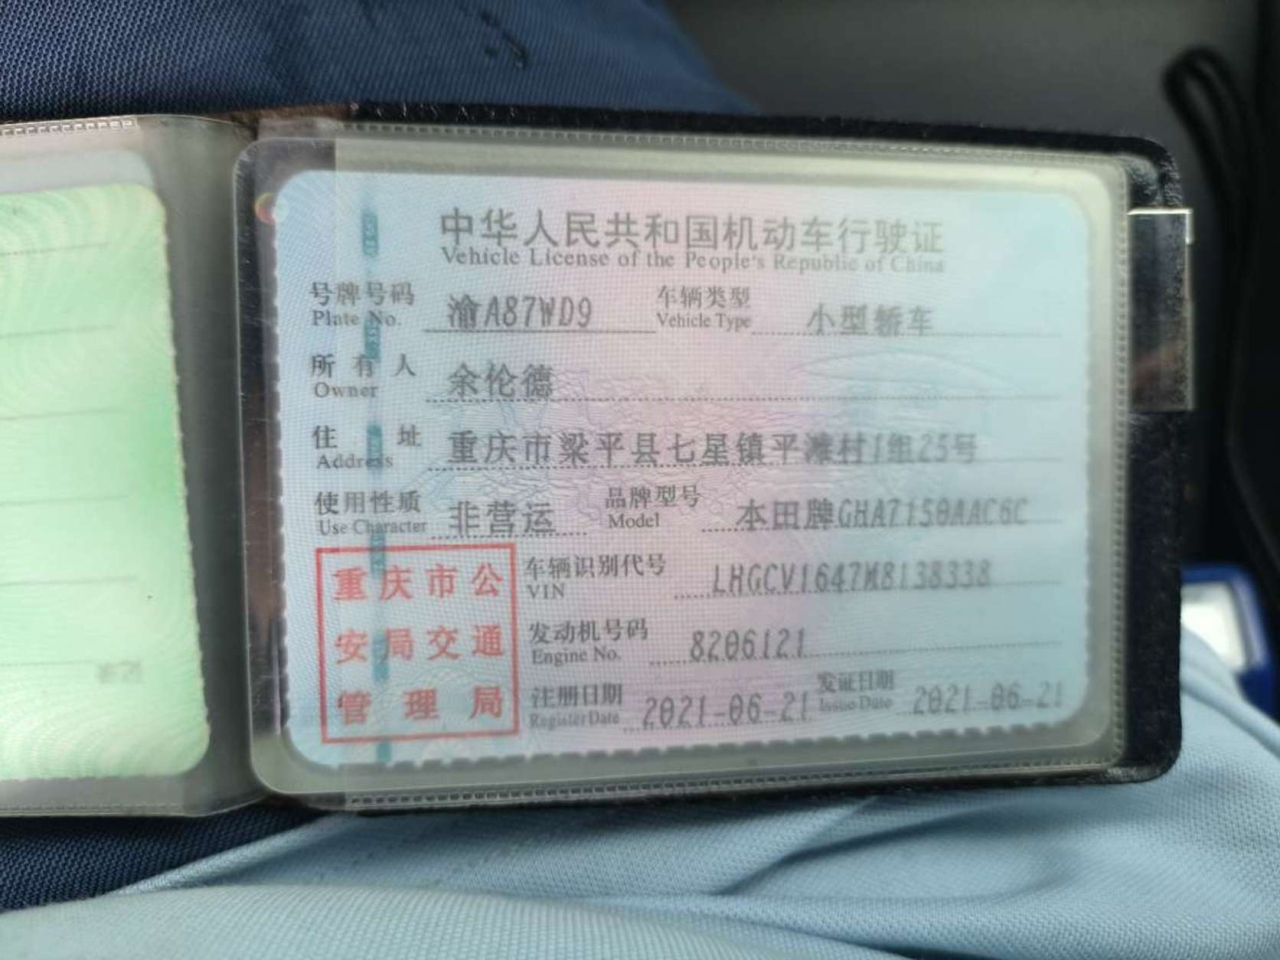 中华人民共和国机动车行驶证
Vehicle License of the People's Republic of China
号牌号码 渝A87WD9 车辆类型 小型轿车
Plate No. Vehicle Type
所有人 余伦德
Owner
住址 重庆市梁平县七星镇平滩村1组25号
Address
使用性质 非营运 品牌型号 本田牌GHA7150AAC6C
Use Character Model
重庆市公 车辆识别代号 LHGCV1647M8138338
VIN
安局交通 发动机号码 8206121
Engine No.
管理局 注册日期 2021-06-21 发证日期 2021-06-21
Register Date Issue Date